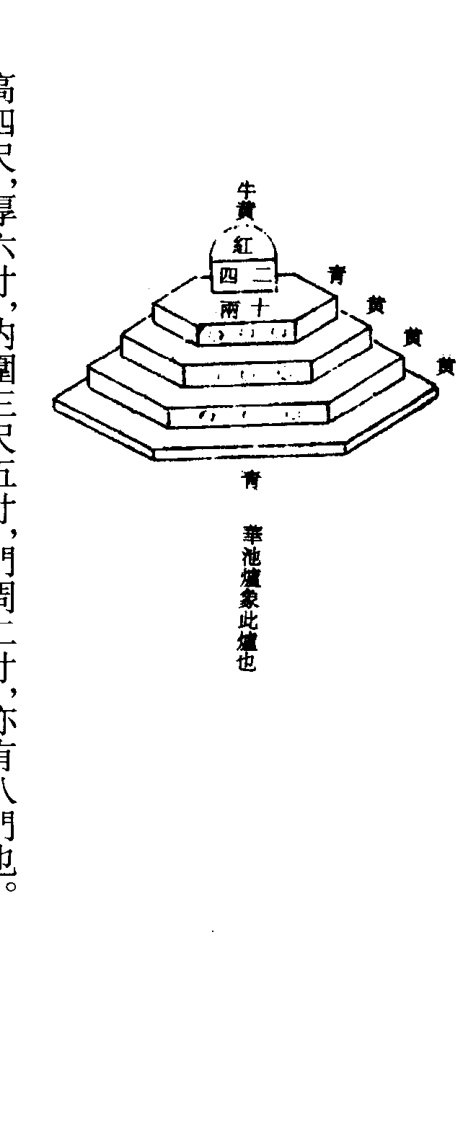 牛黄
紅
二四
十兩
青
黄
黄
黄
青
華池爐象此爐也
高四尺，厚六寸，內圍三尺五寸，門周二寸，亦有八門也。